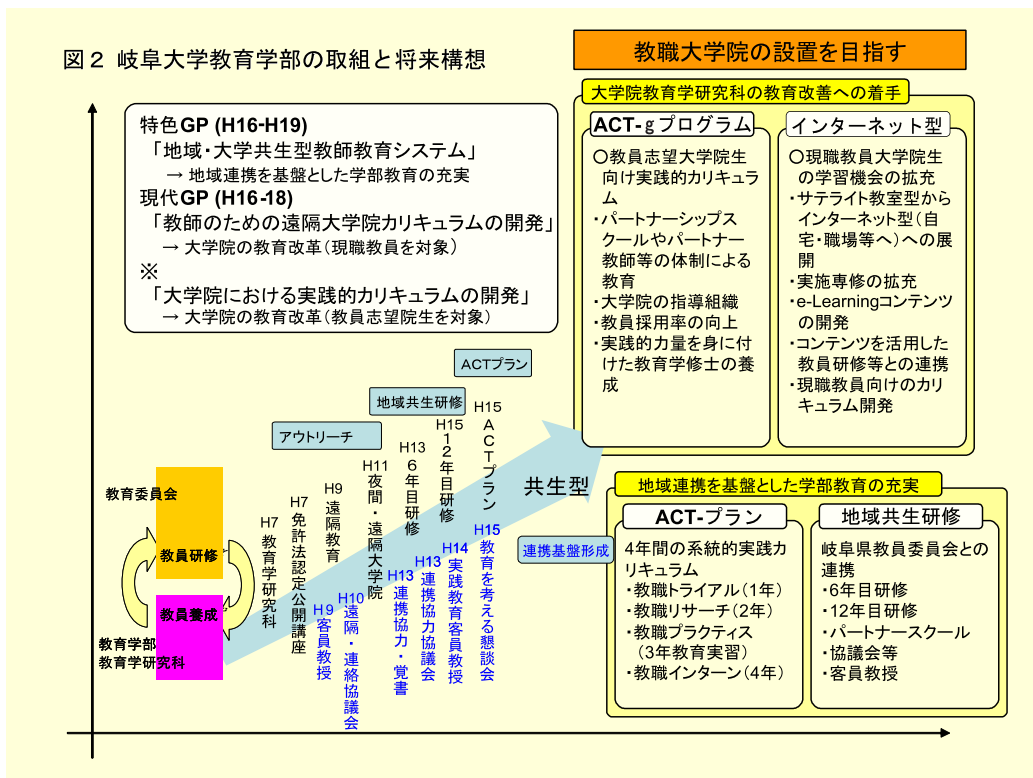 図２ 岐阜大学教育学部の取組と将来構想
教職大学院の設置を目指す
特色GP (H16-H19)
「地域・大学共生型教師教育システム」
→ 地域連携を基盤とした学部教育の充実
現代GP (H16-18)
「教師のための遠隔大学院カリキュラムの開発」
→ 大学院の教育改革（現職教員を対象）
※
「大学院における実践的カリキュラムの開発」
→ 大学院の教育改革（教員志望院生を対象）
大学院教育学研究科の教育改善への着手
ACT-gプログラム
〇教員志望大学院生
向け実践的カリキュラ
ム
・パートナーシップス
クールやパートナー
教師等の体制による
教育
・大学院の指導組織
・教員採用率の向上
・実践的力量を身に付
けた教育学修士の養
成
インターネット型
〇現職教員大学院生
の学習機会の拡充
・サテライト教室型から
インターネット型（自
宅・職場等へ）への展
開
・実施専修の拡充
・e-Learningコンテンツ
の開発
・コンテンツを活用した
教員研修等との連携
・現職教員向けのカリ
キュラム開発
ACTプラン
地域共生研修
アウトリーチ
教育委員会
教員研修
教員養成
教育学部
教育学研究科
H7 教育学研究科
H7 免許法認定公開講座
H9 遠隔教育
H11 夜間・遠隔大学院
H13 ６年目研修
H15 １２年目研修
H15 ＡＣＴプラン
H9 客員教授
H10 遠隔・連絡協議会
H13 連携協力・覚書
H13 連携協力協議会
H14 実践教育客員教授
H15 教育を考える懇談会
共生型
連携基盤形成
地域連携を基盤とした学部教育の充実
ACT-プラン
4年間の系統的実践カ
リキュラム
・教職トライアル（1年）
・教職リサーチ（2年）
・教職プラクティス
（3年教育実習）
・教職インターン（4年）
地域共生研修
岐阜県教員委員会との
連携
・6年目研修
・12年目研修
・パートナースクール
・協議会等
・客員教授